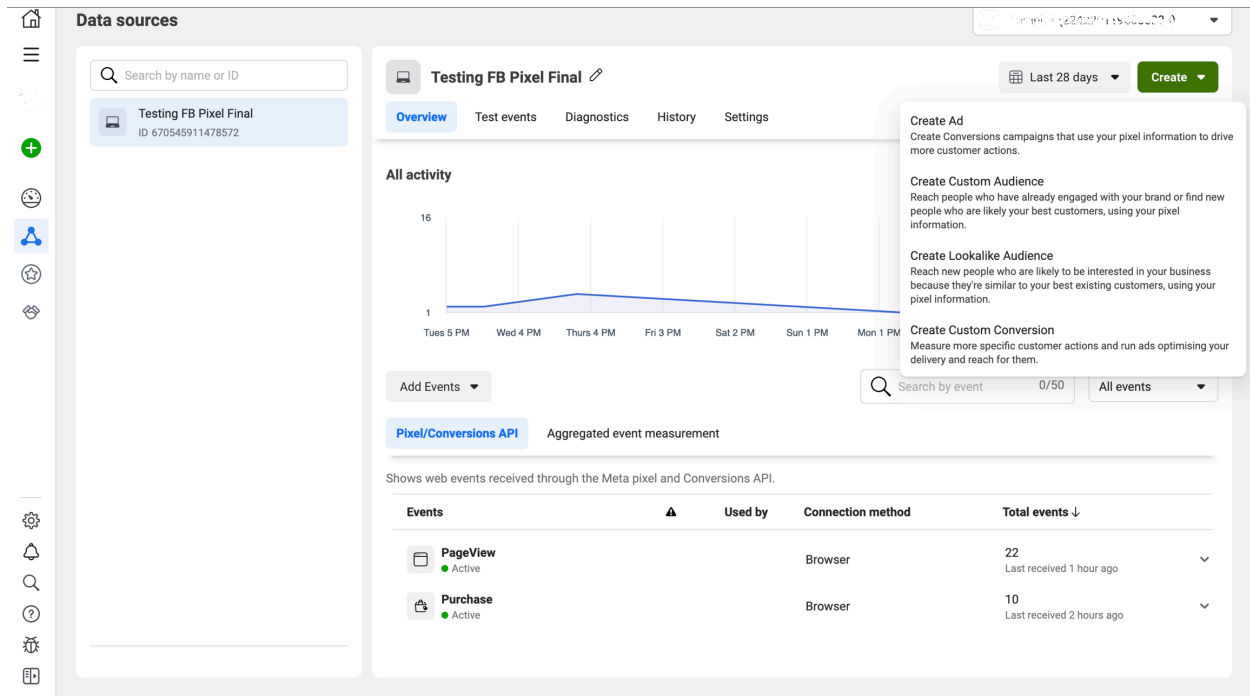 Data sources
Search by name or ID
Testing FB Pixel Final
ID 670545911478572
Testing FB Pixel Final
Last 28 days
Create
Overview
Test events
Diagnostics
History
Settings
Create Ad
Create Conversions campaigns that use your pixel information to drive
more customer actions.
Create Custom Audience
Reach people who have already engaged with your brand or find new
people who are likely your best customers, using your pixel
information.
Create Lookalike Audience
Reach new people who are likely to be interested in your business
because they're similar to your best existing customers, using your
pixel information.
Create Custom Conversion
Measure more specific customer actions and run ads optimising your
delivery and reach for them.
All activity
16
1
Tues 5 PM
Wed 4 PM
Thurs 4 PM
Fri 3 PM
Sat 2 PM
Sun 1 PM
Mon 1 PM
Add Events
Search by event
0/50
All events
Pixel/Conversions API
Aggregated event measurement
Shows web events received through the Meta pixel and Conversions API.
Events
Used by
Connection method
Total events ↓
PageView
Active
Browser
22
Last received 1 hour ago
Purchase
Active
Browser
10
Last received 2 hours ago